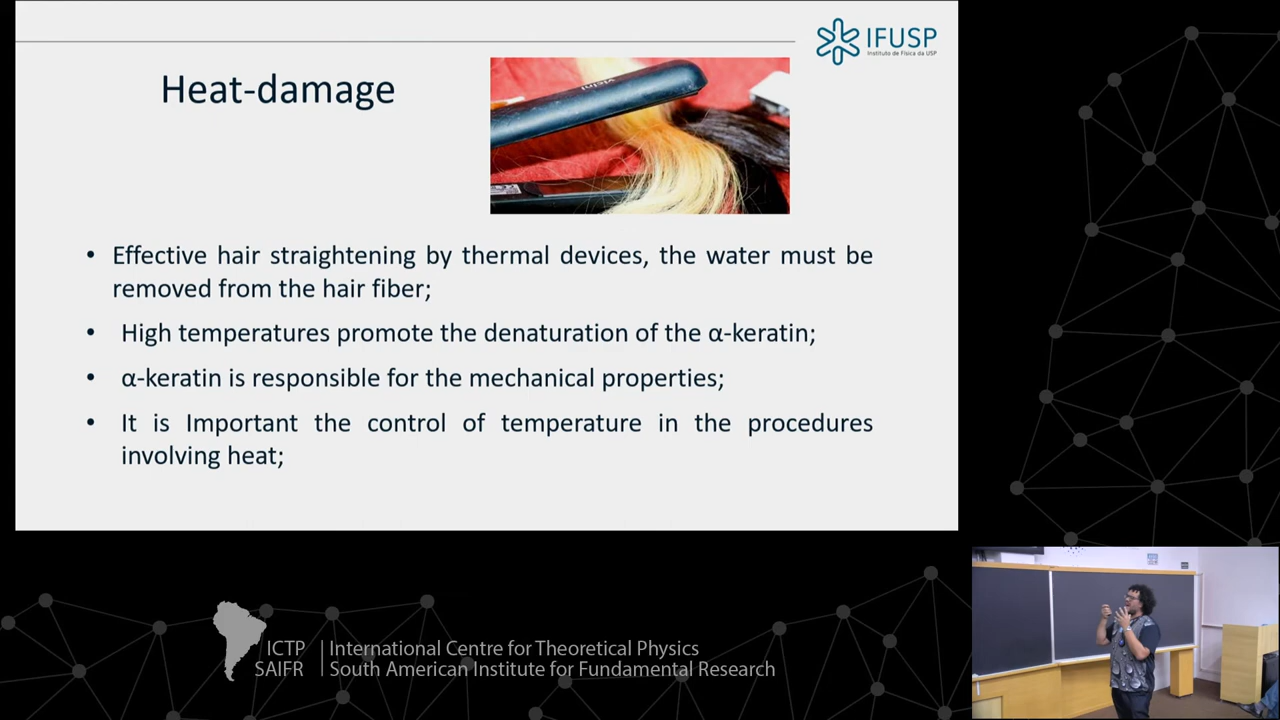 IFUSP
Instituto de Física da USP
Heat-damage
• Effective hair straightening by thermal devices, the water must be
removed from the hair fiber;
• High temperatures promote the denaturation of the α-keratin;
• α-keratin is responsible for the mechanical properties;
• It is Important the control of temperature in the procedures
involving heat;
ICTP
SAIFR
International Centre for Theoretical Physics
South American Institute for Fundamental Research